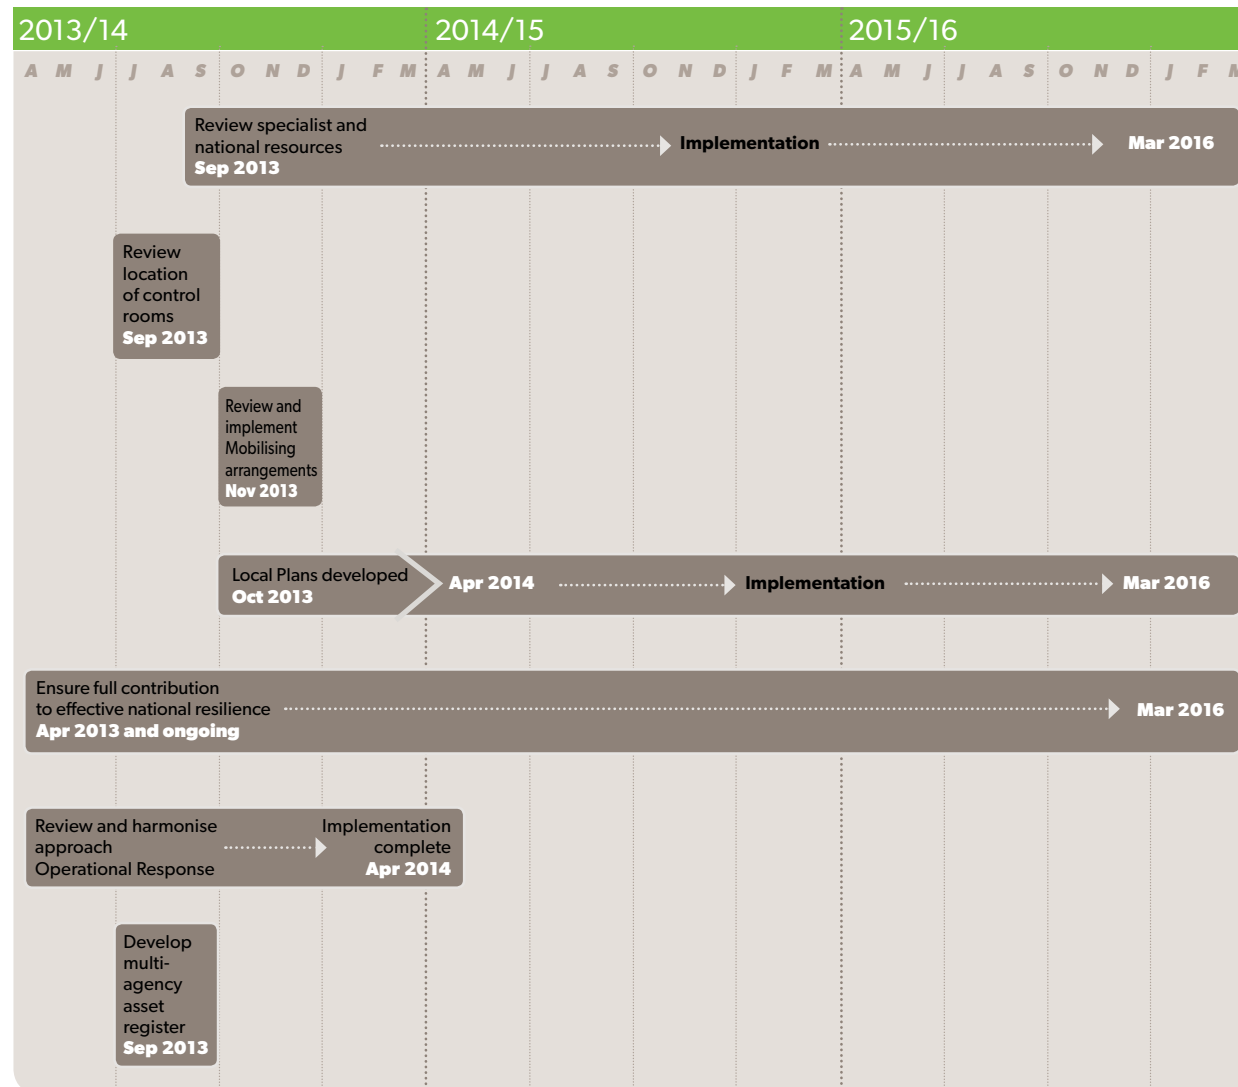 2013/14 2014/15 2015/16
A M J J A S O N D J F M A M J J A S O N D J F M A M J J A S O N D J F M
Review specialist and
national resources
Sep 2013
Implementation
Mar 2016
Review
location
of control
rooms
Sep 2013
Review and
implement
Mobilising
arrangements
Nov 2013
Local Plans developed
Oct 2013
Apr 2014
Implementation
Mar 2016
Ensure full contribution
to effective national resilience
Apr 2013 and ongoing
Mar 2016
Review and harmonise
approach
Operational Response
Implementation
complete
Apr 2014
Develop
multi-
agency
asset
register
Sep 2013